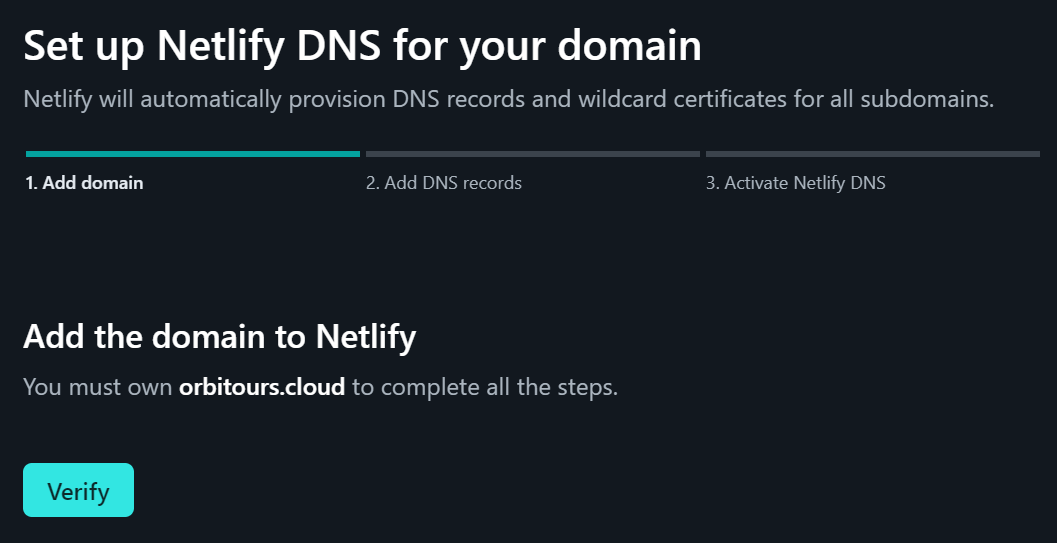 Set up Netlify DNS for your domain
Netlify will automatically provision DNS records and wildcard certificates for all subdomains.
1. Add domain
2. Add DNS records
3. Activate Netlify DNS
Add the domain to Netlify
You must own orbitours.cloud to complete all the steps.
Verify